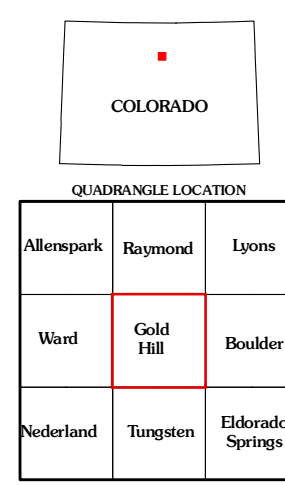 COLORADO
QUADRANGLE LOCATION
Allenspark Raymond Lyons
Ward Gold Hill Boulder
Nederland Tungsten Eldorado Springs